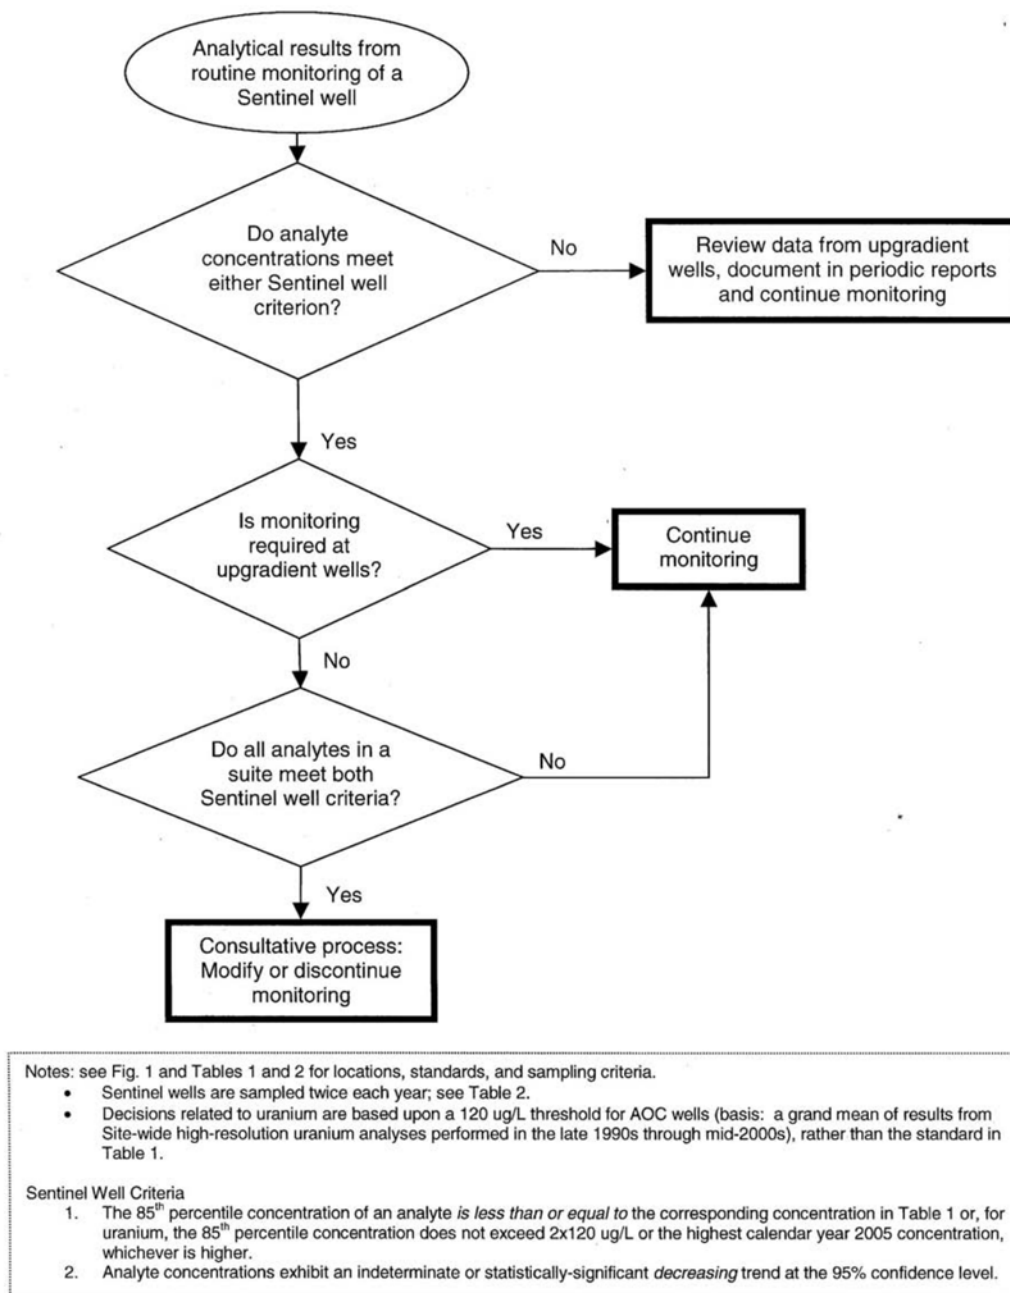 Analytical results from
routine monitoring of a
Sentinel well
Do analyte
concentrations meet
either Sentinel well
criterion?
No
Review data from upgradient
wells, document in periodic reports
and continue monitoring
Yes
Is monitoring
required at
upgradient wells?
Yes
Continue
monitoring
No
Do all analytes in a
suite meet both
Sentinel well criteria?
No
Yes
Consultative process:
Modify or discontinue
monitoring
Notes: see Fig. 1 and Tables 1 and 2 for locations, standards, and sampling criteria.
• Sentinel wells are sampled twice each year; see Table 2.
• Decisions related to uranium are based upon a 120 ug/L threshold for AOC wells (basis: a grand mean of results from
Site-wide high-resolution uranium analyses performed in the late 1990s through mid-2000s), rather than the standard in
Table 1.
Sentinel Well Criteria
1. The 85th percentile concentration of an analyte is less than or equal to the corresponding concentration in Table 1 or, for
uranium, the 85th percentile concentration does not exceed 2x120 ug/L or the highest calendar year 2005 concentration,
whichever is higher.
2. Analyte concentrations exhibit an indeterminate or statistically-significant decreasing trend at the 95% confidence level.